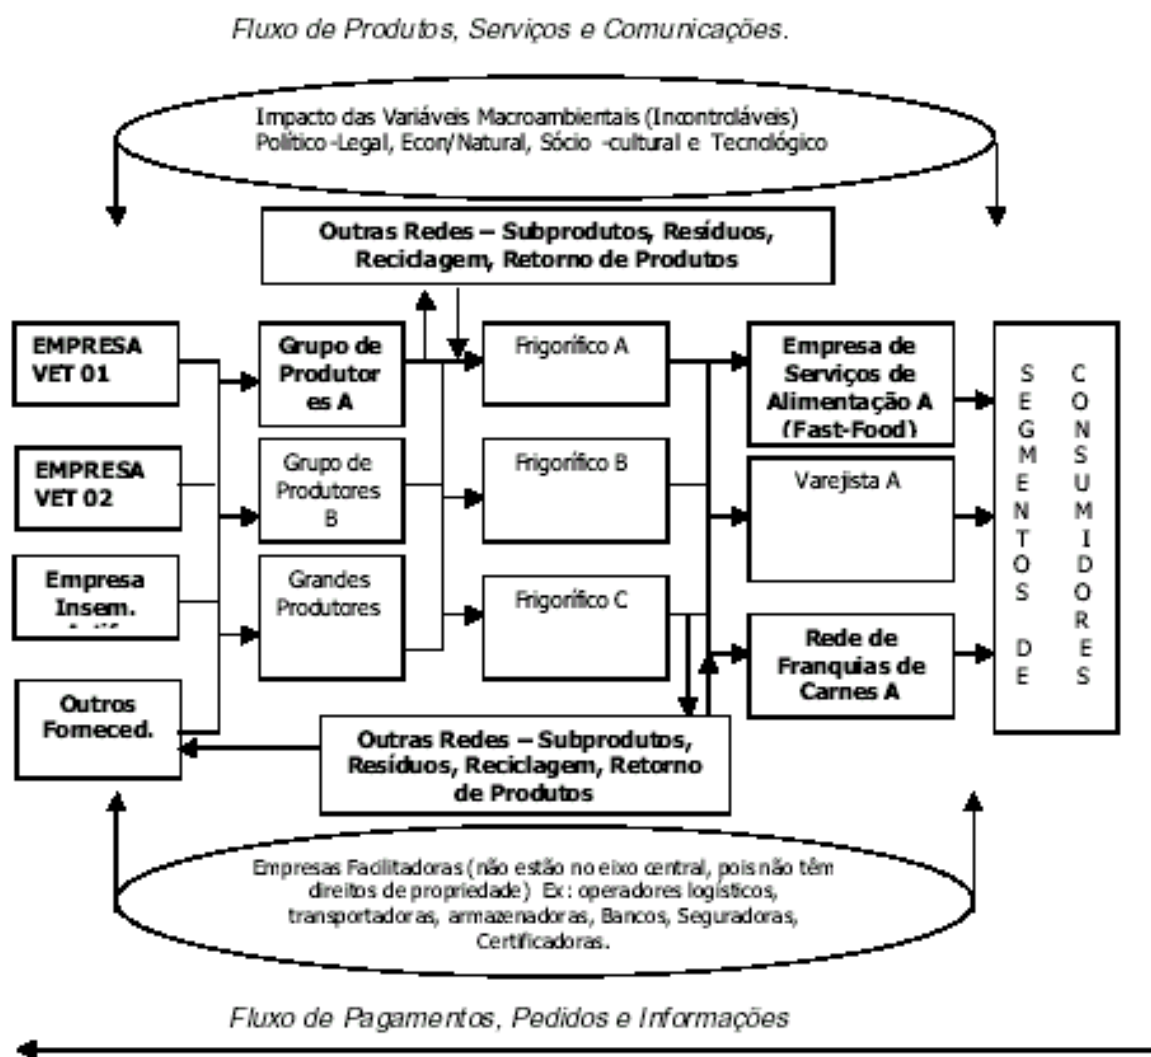 Fluxo de Produtos, Serviços e Comunicações.
Impacto das Variáveis Macroambientais (Incontroláveis)
Político-Legal, Econ/Natural, Sócio -cultural e Tecnológico
Outras Redes – Subprodutos, Resíduos,
Reciclagem, Retorno de Produtos
EMPRESA
VET 01
Grupo de
Produtor
es A
Frigorífico A
Empresa de
Serviços de
Alimentação A
(Fast-Food)
EMPRESA
VET 02
Grupo de
Produtores
B
Frigorífico B
Varejista A
Empresa
Insem.
Grandes
Produtores
Frigorífico C
Rede de
Franquias de
Carnes A
Outros
Forneced.
SEGMENTOS DE
CONSUMIDORES
Outras Redes – Subprodutos,
Resíduos, Reciclagem, Retorno
de Produtos
Empresas Facilitadoras (não estão no eixo central, pois não têm
direitos de propriedade) Ex: operadores logísticos,
transportadoras, armazenadoras, Bancos, Seguradoras,
Certificadoras.
Fluxo de Pagamentos, Pedidos e Informações